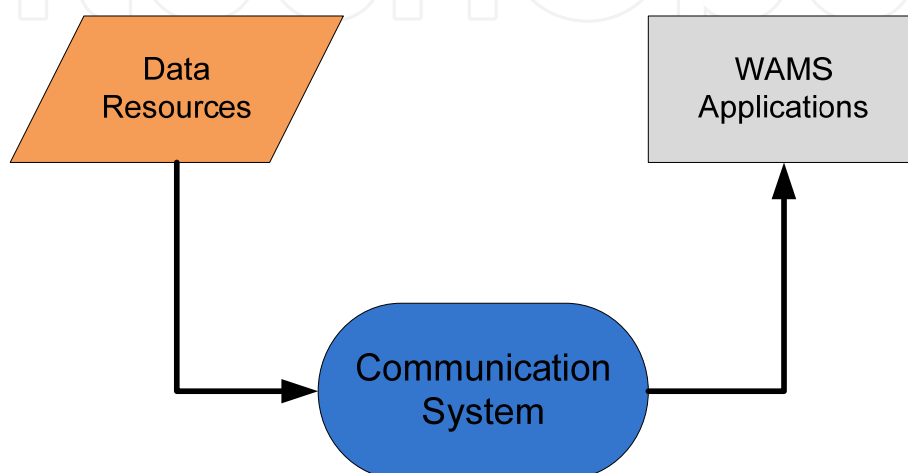 Data
Resources
WAMS
Applications
Communication
System